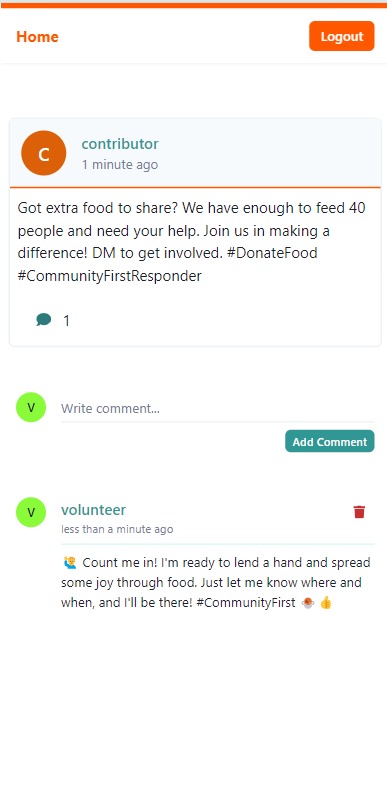 Home
Logout
C
contributor
1 minute ago
Got extra food to share? We have enough to feed 40
people and need your help. Join us in making a
difference! DM to get involved. #DonateFood
#CommunityFirstResponder
1
V
Write comment...
Add Comment
V
volunteer
less than a minute ago
🙋 Count me in! I'm ready to lend a hand and spread
some joy through food. Just let me know where and
when, and I'll be there! #CommunityFirst 🍲 👍